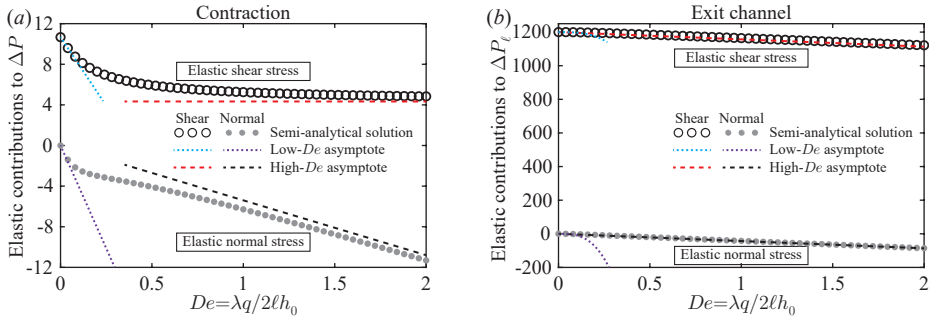 (a) Contraction
12
8
4
0
-4
-8
-12
Elastic contributions to ΔP
Elastic shear stress
Shear Normal
Semi-analytical solution
Low-De asymptote
High-De asymptote
Elastic normal stress
0 0.5 1 1.5 2
De=λq/2ℓh₀
(b) Exit channel
1200
1000
800
600
400
200
0
-200
Elastic contributions to ΔPℓ
Elastic shear stress
Shear Normal
Semi-analytical solution
Low-De asymptote
High-De asymptote
Elastic normal stress
0 0.5 1 1.5 2
De=λq/2ℓh₀